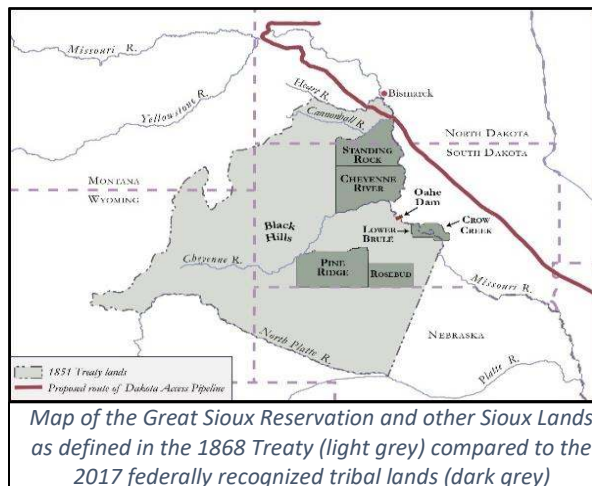 Missouri R.
Yellowstone R.
Heart R.
Cannonball R.
Bismarck
NORTH DAKOTA
SOUTH DAKOTA
STANDING
ROCK
CHEYENNE
RIVER
MONTANA
WYOMING
Oahe
Dam
Black
Hills
LOWER
BRULE
CROW
CREEK
Cheyenne R.
PINE
RIDGE
ROSEBUD
Missouri R.
NEBRASKA
North Platte R.
Platte R.
1851 Treaty lands
Proposed route of Dakota Access Pipeline
Map of the Great Sioux Reservation and other Sioux Lands
as defined in the 1868 Treaty (light grey) compared to the
2017 federally recognized tribal lands (dark grey)